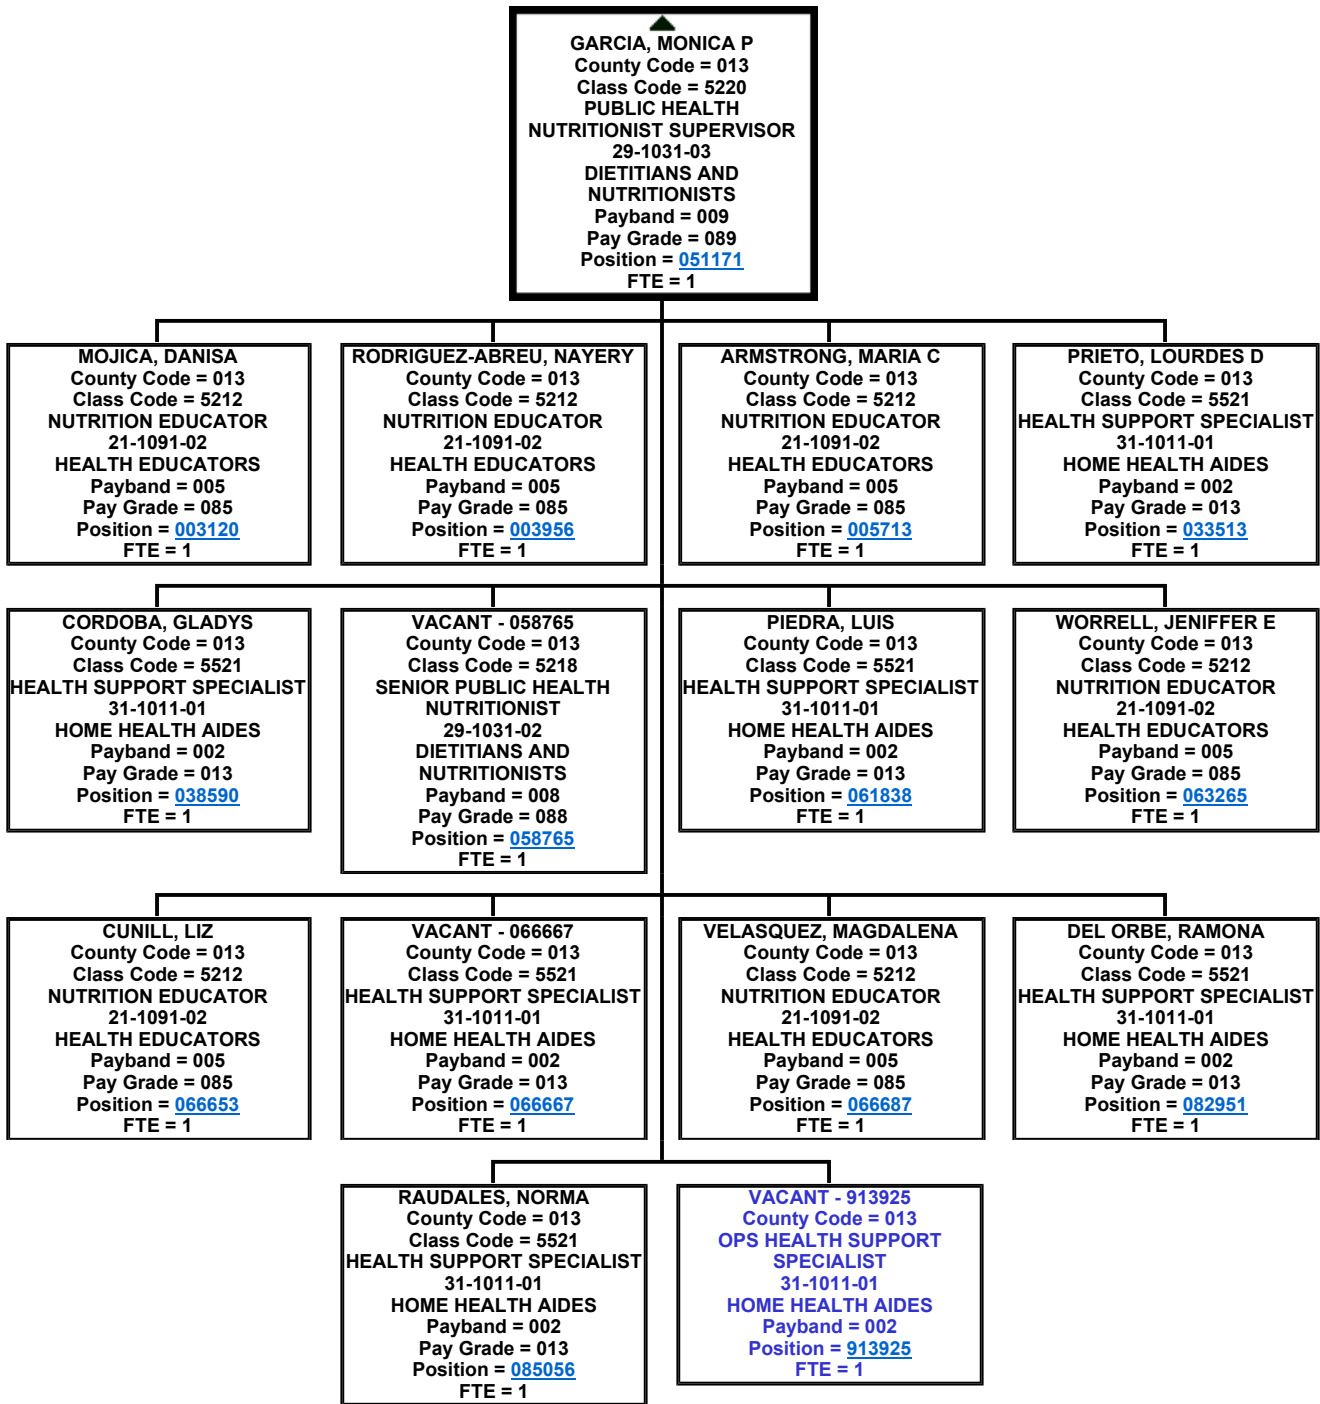 GARCIA, MONICA P
County Code = 013
Class Code = 5220
PUBLIC HEALTH
NUTRITIONIST SUPERVISOR
29-1031-03
DIETITIANS AND
NUTRITIONISTS
Payband = 009
Pay Grade = 089
Position = 051171
FTE = 1
MOJICA, DANISA
County Code = 013
Class Code = 5212
NUTRITION EDUCATOR
21-1091-02
HEALTH EDUCATORS
Payband = 005
Pay Grade = 085
Position = 003120
FTE = 1
RODRIGUEZ-ABREU, NAYERY
County Code = 013
Class Code = 5212
NUTRITION EDUCATOR
21-1091-02
HEALTH EDUCATORS
Payband = 005
Pay Grade = 085
Position = 003956
FTE = 1
ARMSTRONG, MARIA C
County Code = 013
Class Code = 5212
NUTRITION EDUCATOR
21-1091-02
HEALTH EDUCATORS
Payband = 005
Pay Grade = 085
Position = 005713
FTE = 1
PRIETO, LOURDES D
County Code = 013
Class Code = 5521
HEALTH SUPPORT SPECIALIST
31-1011-01
HOME HEALTH AIDES
Payband = 002
Pay Grade = 013
Position = 033513
FTE = 1
CORDOBA, GLADYS
County Code = 013
Class Code = 5521
HEALTH SUPPORT SPECIALIST
31-1011-01
HOME HEALTH AIDES
Payband = 002
Pay Grade = 013
Position = 038590
FTE = 1
VACANT - 058765
County Code = 013
Class Code = 5218
SENIOR PUBLIC HEALTH
NUTRITIONIST
29-1031-02
DIETITIANS AND
NUTRITIONISTS
Payband = 008
Pay Grade = 088
Position = 058765
FTE = 1
PIEDRA, LUIS
County Code = 013
Class Code = 5521
HEALTH SUPPORT SPECIALIST
31-1011-01
HOME HEALTH AIDES
Payband = 002
Pay Grade = 013
Position = 061838
FTE = 1
WORRELL, JENIFFER E
County Code = 013
Class Code = 5212
NUTRITION EDUCATOR
21-1091-02
HEALTH EDUCATORS
Payband = 005
Pay Grade = 085
Position = 063265
FTE = 1
CUNILL, LIZ
County Code = 013
Class Code = 5212
NUTRITION EDUCATOR
21-1091-02
HEALTH EDUCATORS
Payband = 005
Pay Grade = 085
Position = 066653
FTE = 1
VACANT - 066667
County Code = 013
Class Code = 5521
HEALTH SUPPORT SPECIALIST
31-1011-01
HOME HEALTH AIDES
Payband = 002
Pay Grade = 013
Position = 066667
FTE = 1
VELASQUEZ, MAGDALENA
County Code = 013
Class Code = 5212
NUTRITION EDUCATOR
21-1091-02
HEALTH EDUCATORS
Payband = 005
Pay Grade = 085
Position = 066687
FTE = 1
DEL ORBE, RAMONA
County Code = 013
Class Code = 5521
HEALTH SUPPORT SPECIALIST
31-1011-01
HOME HEALTH AIDES
Payband = 002
Pay Grade = 013
Position = 082951
FTE = 1
RAUDALES, NORMA
County Code = 013
Class Code = 5521
HEALTH SUPPORT SPECIALIST
31-1011-01
HOME HEALTH AIDES
Payband = 002
Pay Grade = 013
Position = 085056
FTE = 1
VACANT - 913925
County Code = 013
OPS HEALTH SUPPORT
SPECIALIST
31-1011-01
HOME HEALTH AIDES
Payband = 002
Position = 913925
FTE = 1